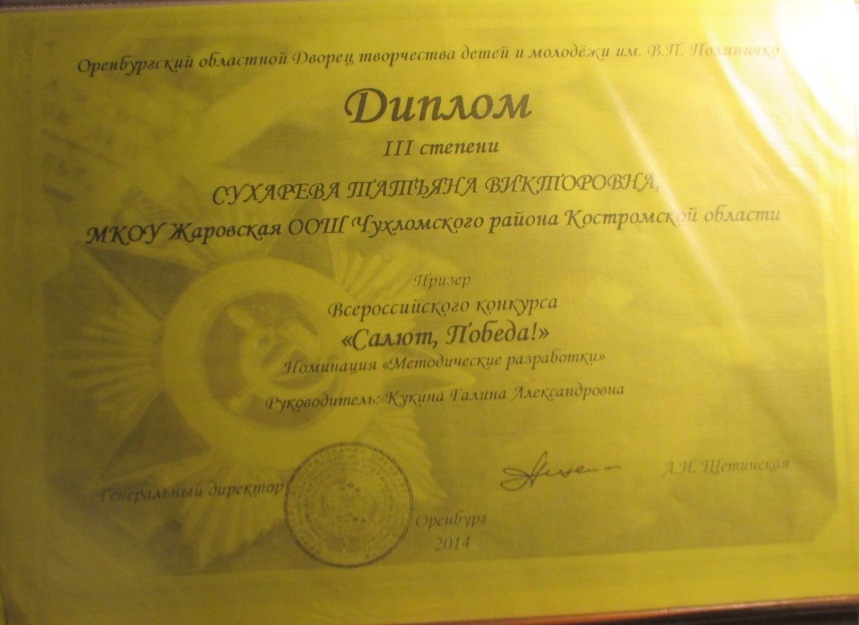 Оренбургский областной Дворец творчества детей и молодёжи им. В.П. Поляничко
Диплом
III степени
СУХАРЕВА ТАТЬЯНА ВИКТОРОВНА,
МКОУ Жаровская ООШ Чухломского района Костромской области
Призер
Всероссийского конкурса
«Салют, Победа!»
Номинация «Методические разработки»
Руководитель: Кукина Галина Александровна
Генеральный директор
А.И. Щетинская
Оренбург
2014